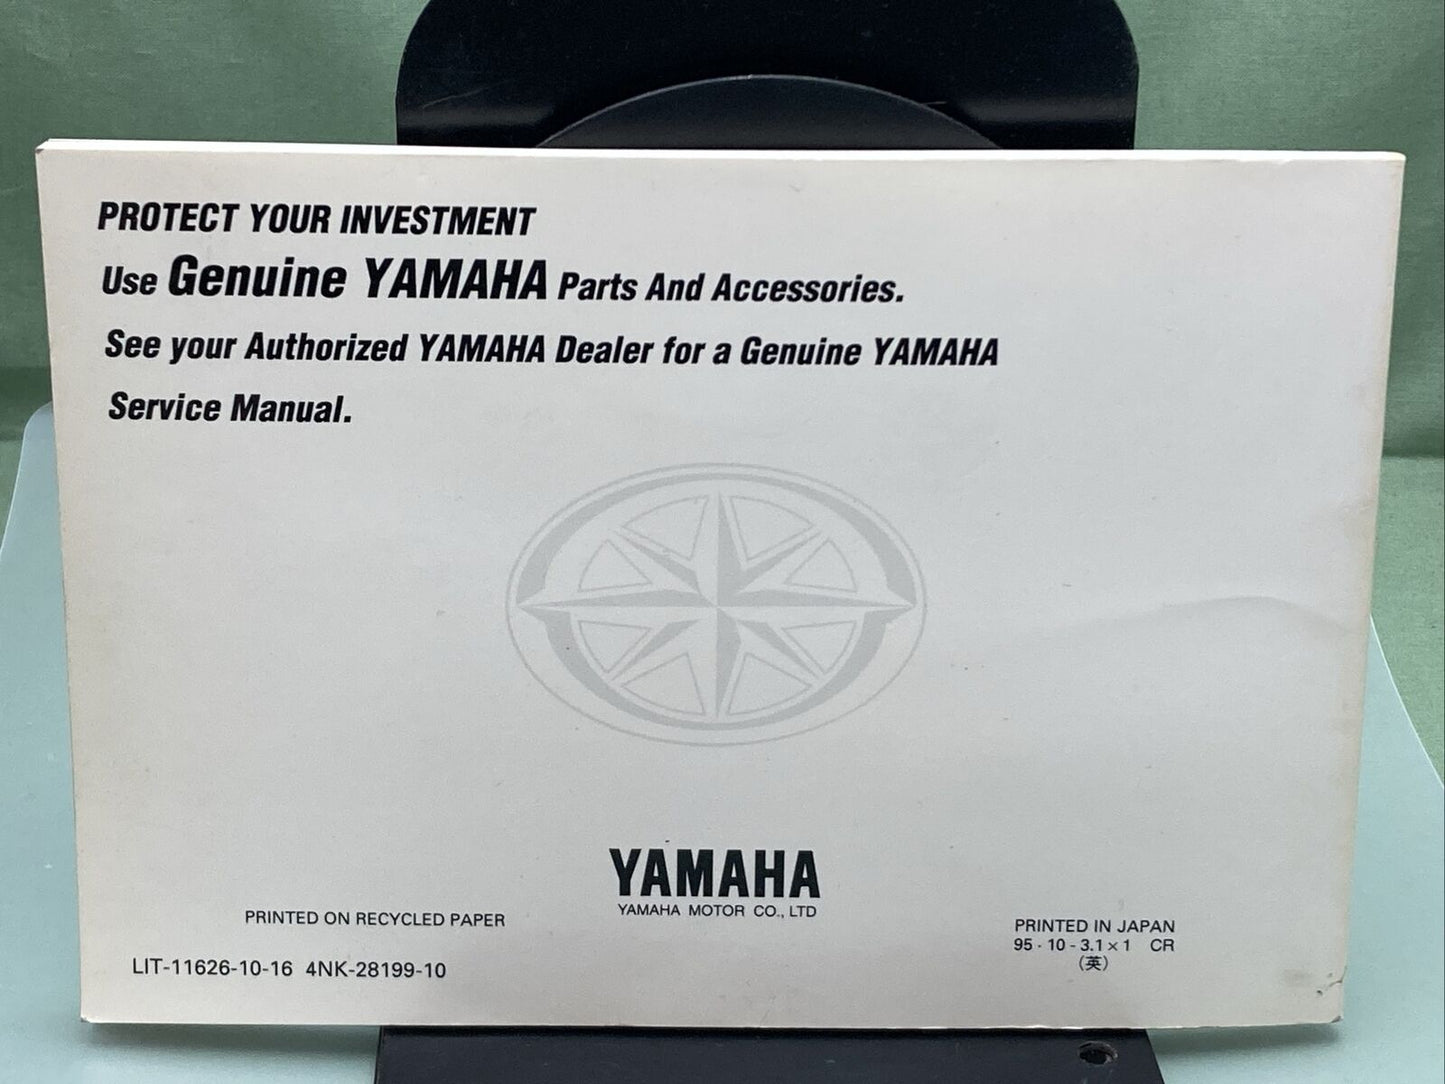 PROTECT YOUR INVESTMENT
Use Genuine YAMAHA Parts And Accessories.
See your Authorized YAMAHA Dealer for a Genuine YAMAHA
Service Manual.
YAMAHA
YAMAHA MOTOR CO., LTD
PRINTED ON RECYCLED PAPER
LIT-11626-10-16 4NK-28199-10
PRINTED IN JAPAN
95 · 10 - 3.1 × 1 CR
(英)